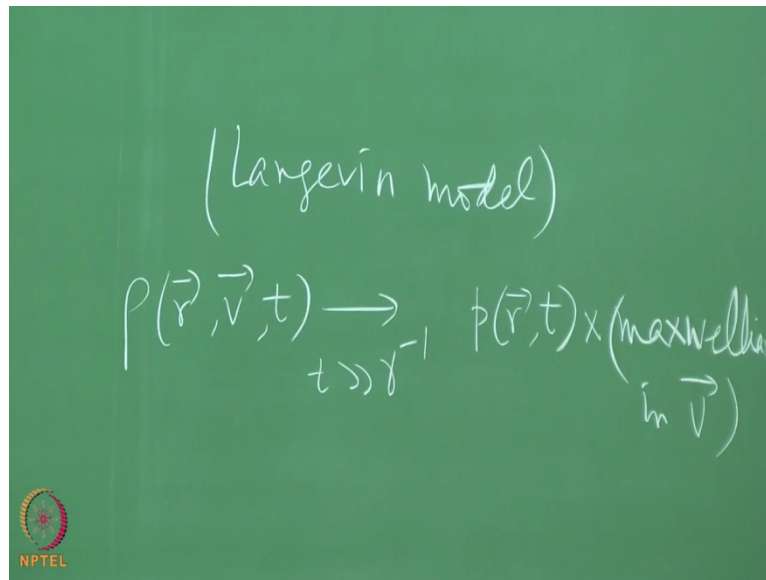 (Langevin model)
ρ(r⃗, v⃗, t) ⟶ p(r⃗, t) × (maxwellia
t >> γ⁻¹
in v⃗)
NPTEL